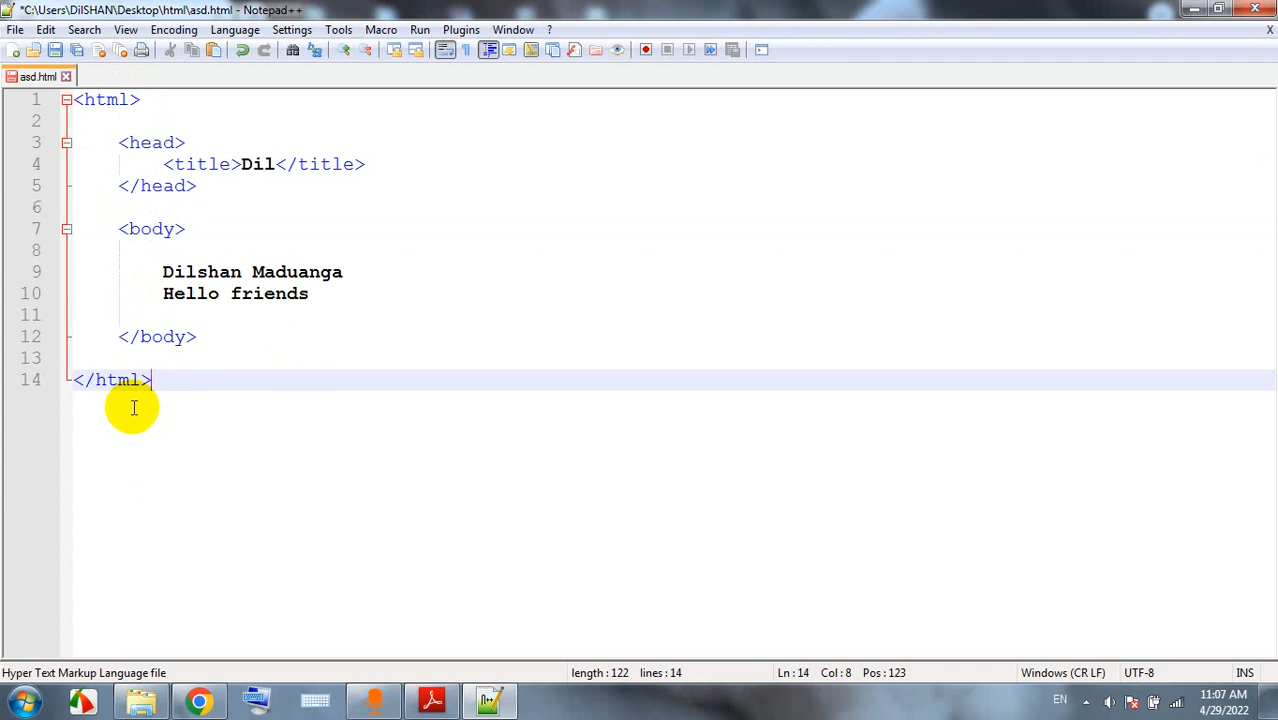 *C:\Users\DilSHAN\Desktop\html\asd.html - Notepad++
File Edit Search View Encoding Language Settings Tools Macro Run Plugins Window ? X
asd.html
1 <html>
2
3 <head>
4 <title>Dil</title>
5 </head>
6
7 <body>
8
9 Dilshan Maduanga
10 Hello friends
11
12 </body>
13
14 </html>
Hyper Text Markup Language file length : 122 lines : 14 Ln : 14 Col : 8 Pos : 123 Windows (CR LF) UTF-8 INS
EN 11:07 AM
4/29/2022